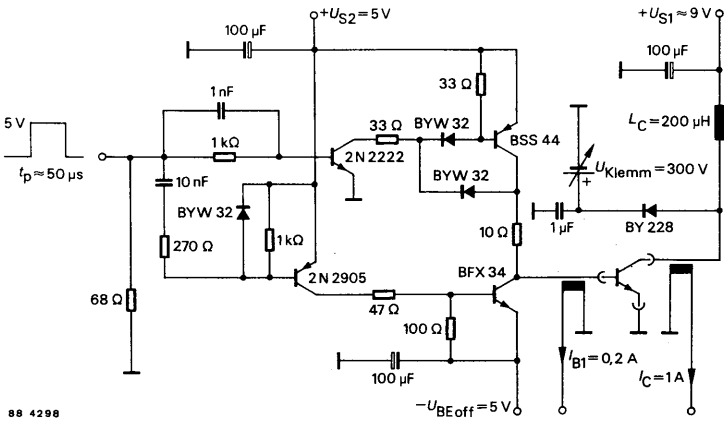 +U_S2 = 5 V
+U_S1 ≈ 9 V
100 µF
100 µF
33 Ω
1 nF
BYW 32
33 Ω
BSS 44
L_C = 200 µH
5 V
t_p ≈ 50 µs
1 kΩ
2N 2222
BYW 32
U_Klemm = 300 V
+
10 nF
BYW 32
1 µF
BY 228
270 Ω
1 kΩ
10 Ω
2N 2905
BFX 34
68 Ω
47 Ω
100 Ω
I_B1 = 0,2 A
I_C = 1 A
100 µF
−U_BEoff = 5 V
88 4298